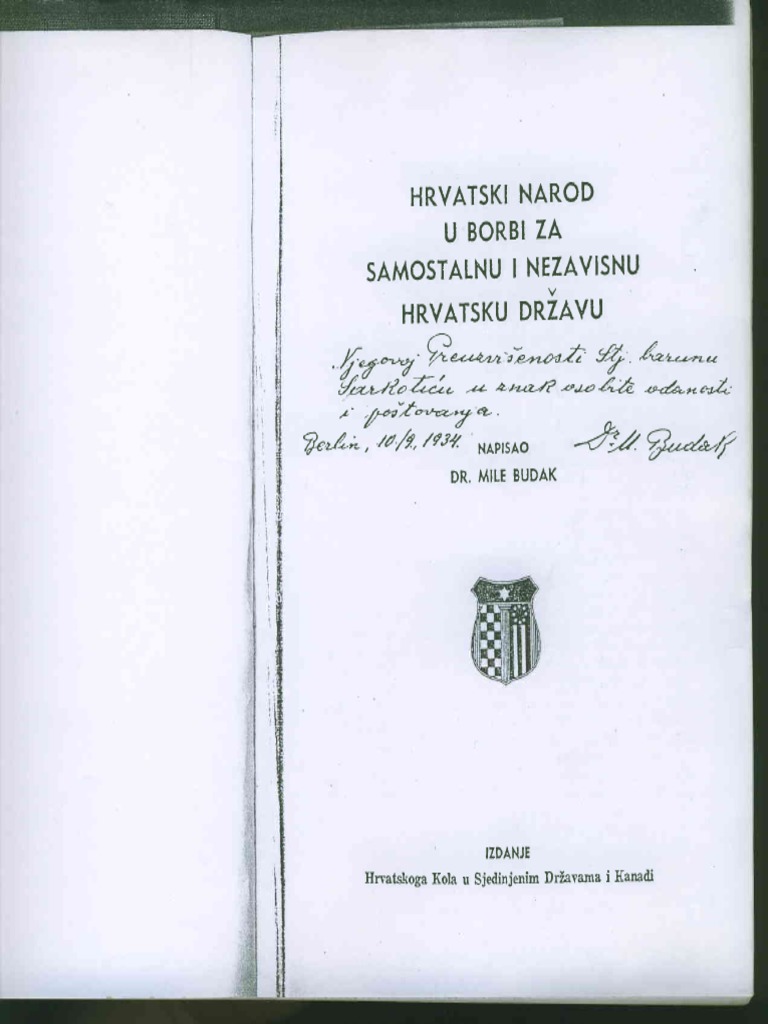 HRVATSKI NAROD
U BORBI ZA
SAMOSTALNU I NEZAVISNU
HRVATSKU DRŽAVU
Njegovoj Preuzvišenosti Stj. barunu
Sarkotiću u znak osobite odanosti
i poštovanja.
Berlin, 10/9, 1934. Dr. M. Budak
NAPISAO
DR. MILE BUDAK
IZDANJE
Hrvatskoga Kola u Sjedinjenim Državama i Kanadi